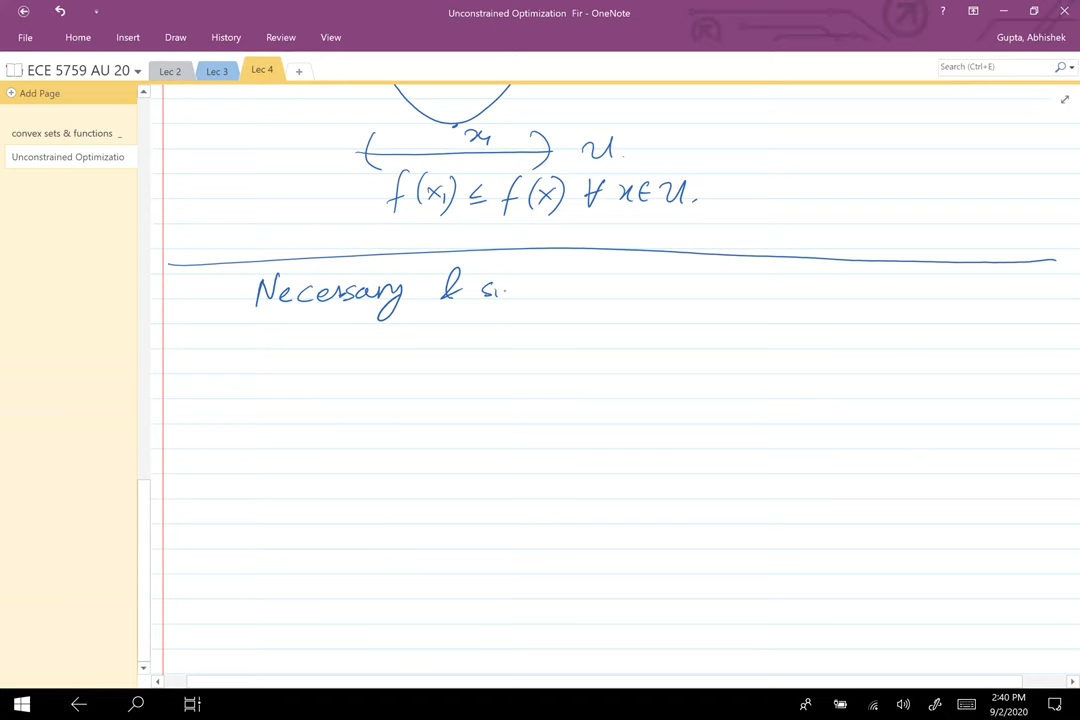 Unconstrained Optimization Fir - OneNote
File Home Insert Draw History Review View
Gupta, Abhishek
ECE 5759 AU 20
Lec 2 Lec 3 Lec 4 +
Search (Ctrl+E)
Add Page
convex sets & functions _
Unconstrained Optimizatio
x₁
U.
f(x₁) ≤ f(x) ∀ x ∈ U.
Necessary & su
2:40 PM
9/2/2020